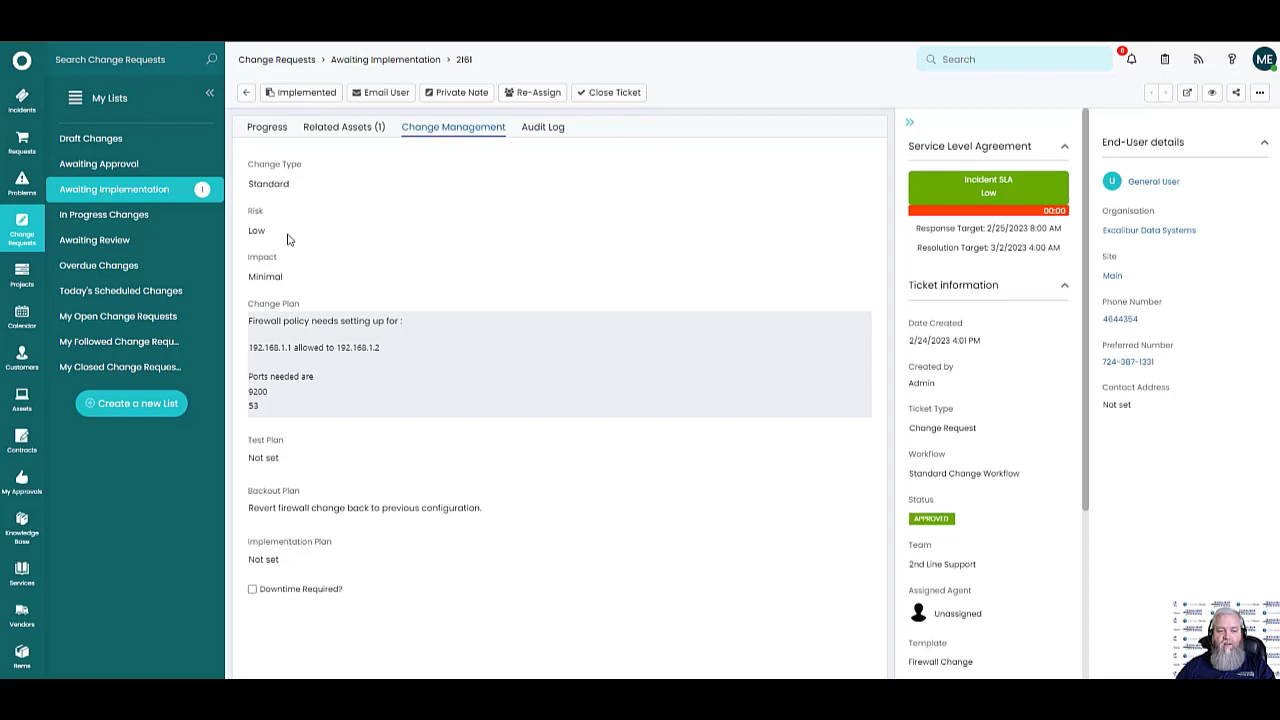 Search Change Requests
Change Requests › Awaiting Implementation › 2161
Search
0
ME
Incidents
Requests
Problems
Change
Requests
Projects
Calendar
Customers
Assets
Contracts
My Approvals
Knowledge
Base
Services
Vendors
Items
My Lists
Draft Changes
Awaiting Approval
Awaiting Implementation 1
In Progress Changes
Awaiting Review
Overdue Changes
Today's Scheduled Changes
My Open Change Requests
My Followed Change Requ...
My Closed Change Reques...
Create a new List
Implemented Email User Private Note Re-Assign Close Ticket
Progress Related Assets (1) Change Management Audit Log
Change Type
Standard
Risk
Low
Impact
Minimal
Change Plan
Firewall policy needs setting up for :
192.168.1.1 allowed to 192.168.1.2
Ports needed are
9200
53
Test Plan
Not set
Backout Plan
Revert firewall change back to previous configuration.
Implementation Plan
Not set
Downtime Required?
Service Level Agreement
Incident SLA
Low
00:00
Response Target: 2/25/2023 8:00 AM
Resolution Target: 3/2/2023 4:00 AM
Ticket information
Date Created
2/24/2023 4:01 PM
Created by
Admin
Ticket Type
Change Request
Workflow
Standard Change Workflow
Status
APPROVED
Team
2nd Line Support
Assigned Agent
Unassigned
Template
Firewall Change
End-User details
U General User
Organisation
Excalibur Data Systems
Site
Main
Phone Number
4644354
Preferred Number
724-387-1331
Contact Address
Not set